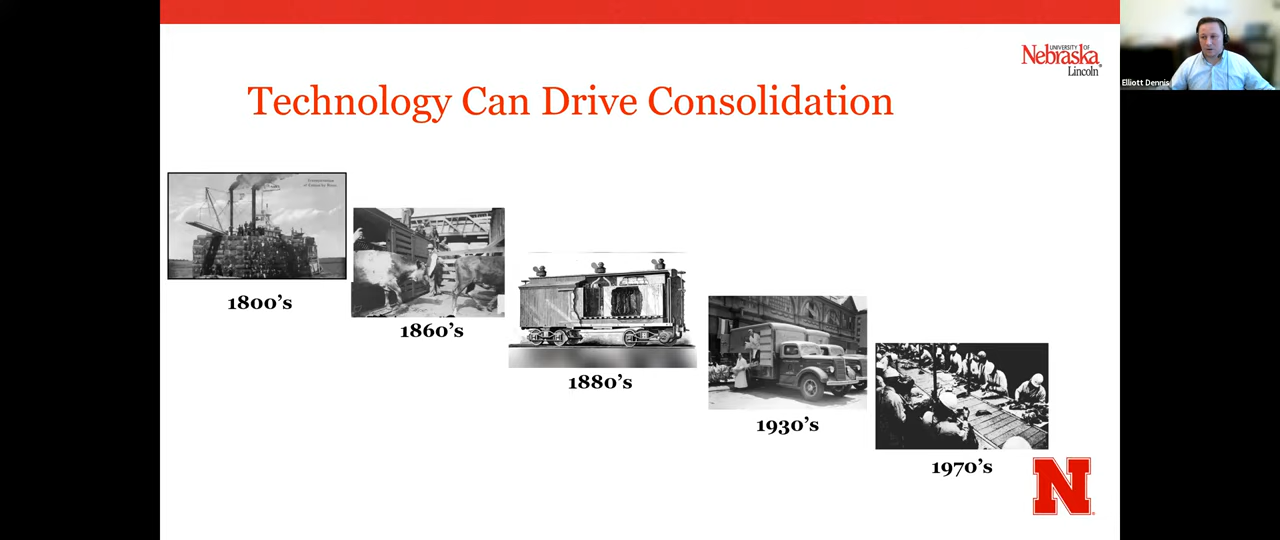 UNIVERSITY OF
Nebraska
Lincoln
Elliott Dennis
Technology Can Drive Consolidation
1800's
1860's
1880's
1930's
1970's
N